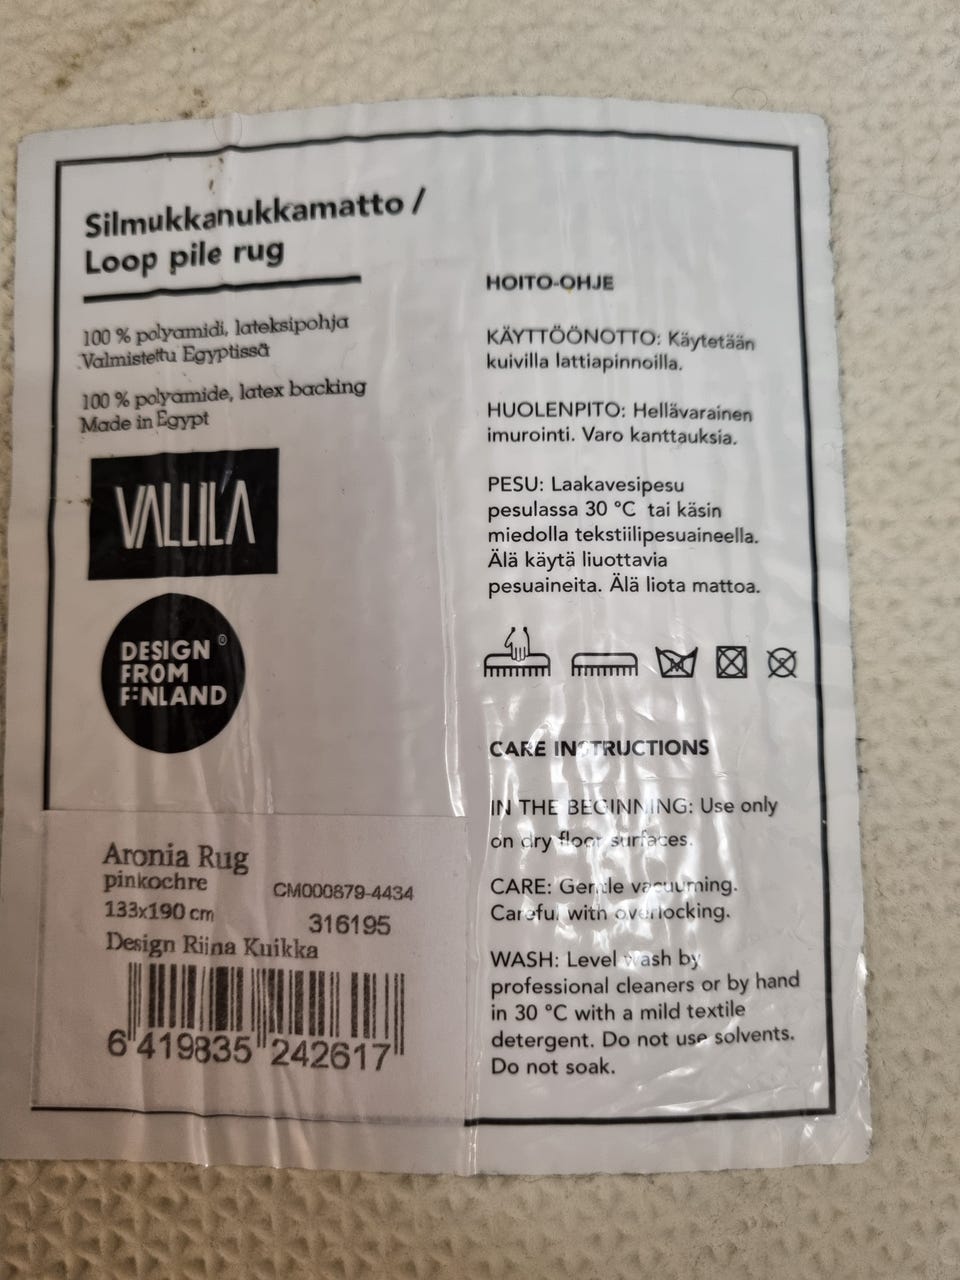 Silmukkanukkamatto /
Loop pile rug
100 % polyamidi, lateksipohja
Valmistettu Egyptissä
100 % polyamide, latex backing
Made in Egypt
VALLILA
DESIGN ®
FROM
FINLAND
Aronia Rug
pinkochre
CM000879-4434
133x190 cm
316195
Design Riina Kuikka
6 419835 242617
HOITO-OHJE
KÄYTTÖÖNOTTO: Käytetään
kuivilla lattiapinnoilla.
HUOLENPITO: Hellävarainen
imurointi. Varo kanttauksia.
PESU: Laakavesipesu
pesulassa 30 °C tai käsin
miedolla tekstiilipesuaineella.
Älä käytä liuottavia
pesuaineita. Älä liota mattoa.
CARE INSTRUCTIONS
IN THE BEGINNING: Use only
on dry floor surfaces.
CARE: Gentle vacuuming.
Careful with overlocking.
WASH: Level wash by
professional cleaners or by hand
in 30 °C with a mild textile
detergent. Do not use solvents.
Do not soak.